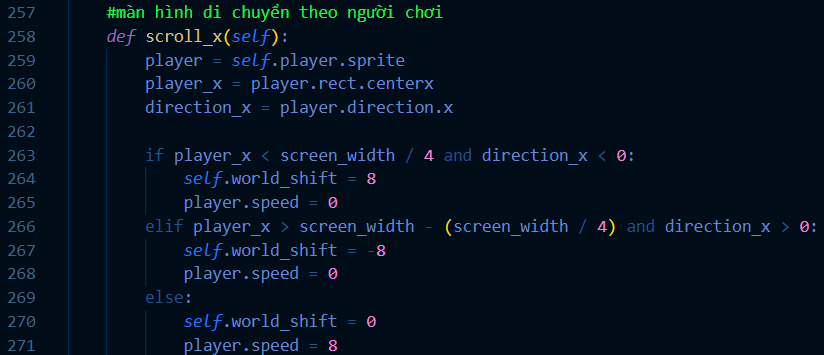 257 #màn hình di chuyển theo người chơi
258 def scroll_x(self):
259 player = self.player.sprite
260 player_x = player.rect.centerx
261 direction_x = player.direction.x
262
263 if player_x < screen_width / 4 and direction_x < 0:
264 self.world_shift = 8
265 player.speed = 0
266 elif player_x > screen_width - (screen_width / 4) and direction_x > 0:
267 self.world_shift = -8
268 player.speed = 0
269 else:
270 self.world_shift = 0
271 player.speed = 8